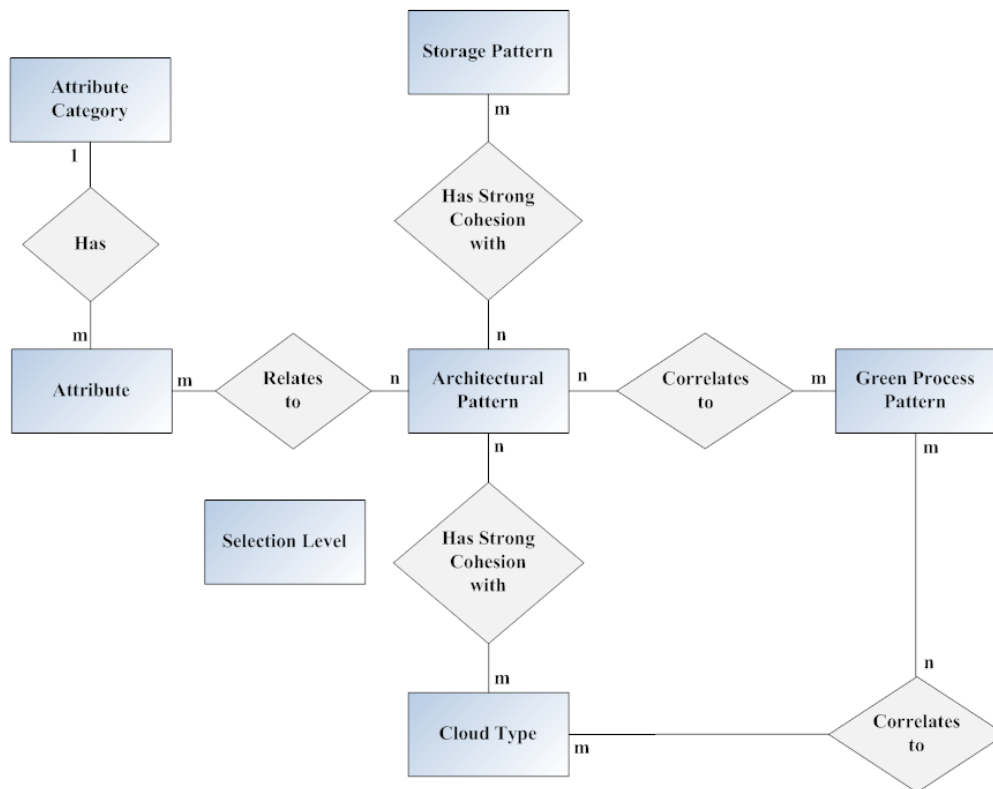 Storage Pattern
Attribute
Category
m
1
Has Strong
Cohesion
with
Has
m
n
Attribute
m
Relates
to
n
Architectural
Pattern
n
Correlates
to
m
Green Process
Pattern
n
m
Selection Level
Has Strong
Cohesion
with
m
n
Cloud Type
m
Correlates
to